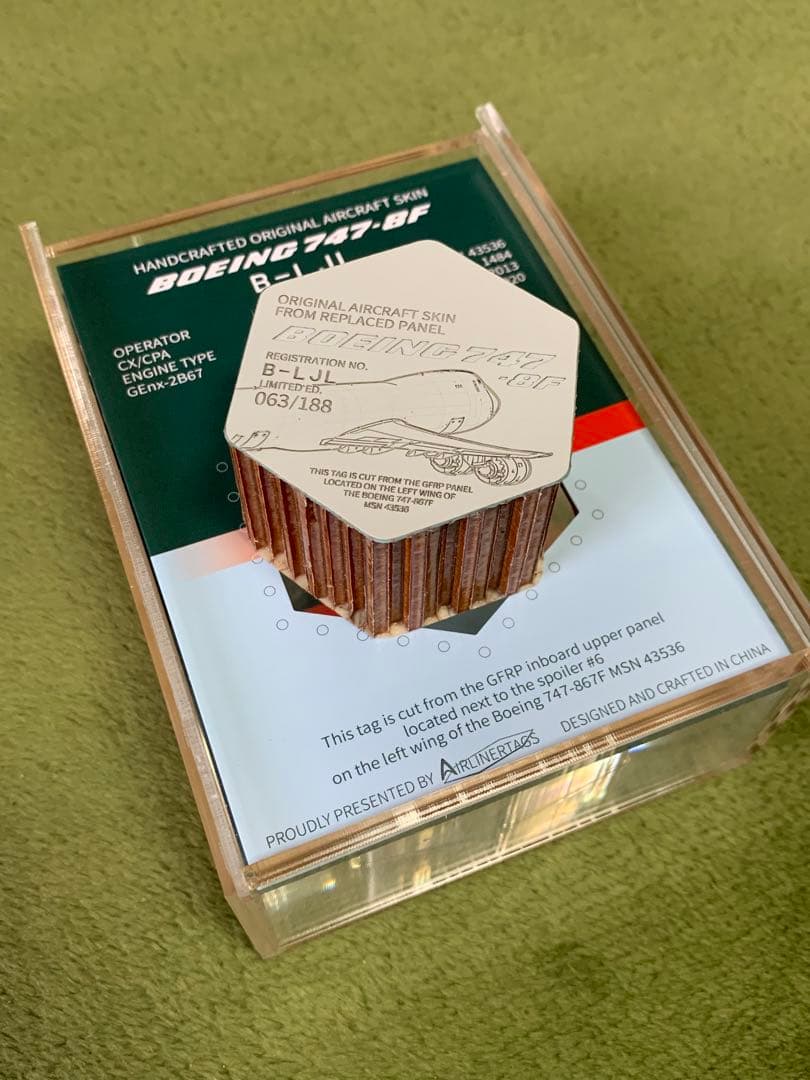 HANDCRAFTED ORIGINAL AIRCRAFT SKIN
BOEING 747-8F
B-LJL
43536
1484
2013
20
OPERATOR
CX/CPA
ENGINE TYPE
GEnx-2B67
ORIGINAL AIRCRAFT SKIN
FROM REPLACED PANEL
BOEING 747
-8F
REGISTRATION NO.
B-LJL
LIMITED ED.
063/188
THIS TAG IS CUT FROM THE GFRP PANEL
LOCATED ON THE LEFT WING OF
THE BOEING 747-867F
MSN 43536
This tag is cut from the GFRP inboard upper panel
located next to the spoiler #6
on the left wing of the Boeing 747-867F MSN 43536
PROUDLY PRESENTED BY AIRLINERTAGS DESIGNED AND CRAFTED IN CHINA